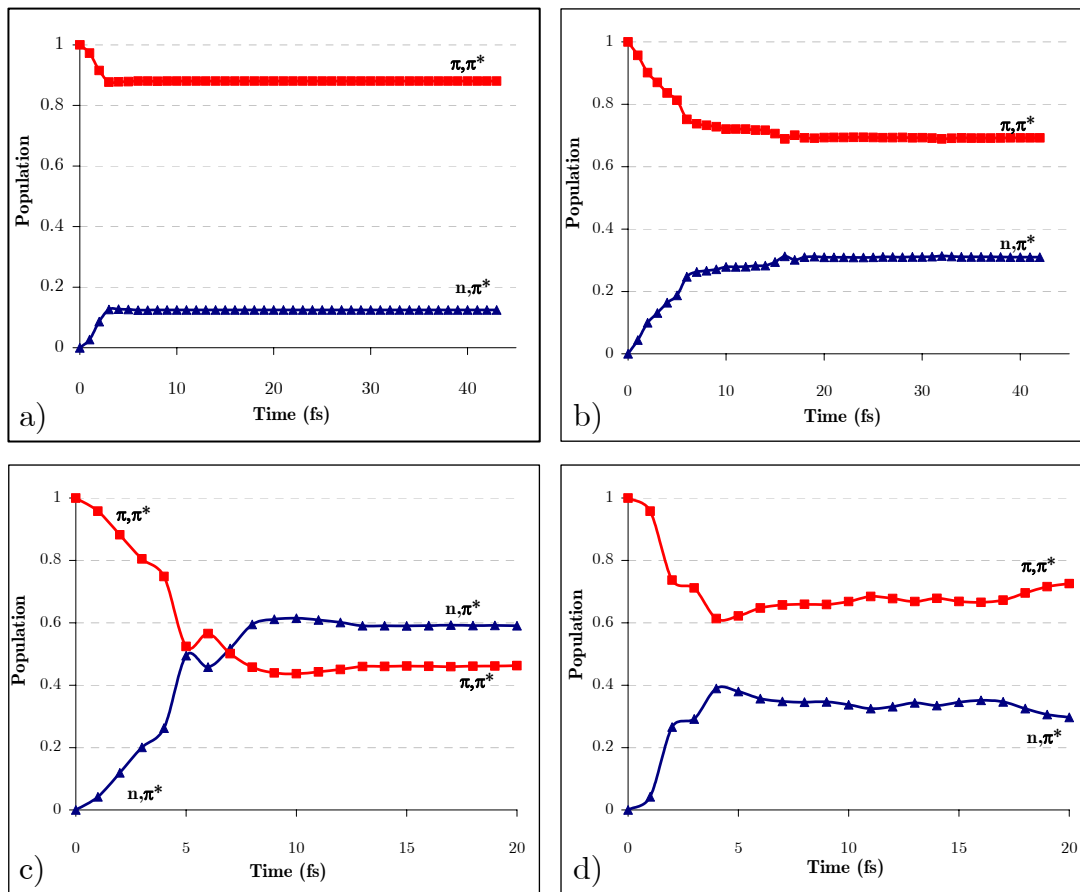 1
0.8
0.6
0.4
0.2
0
Population
π,π*
n,π*
0 10 20 30 40
Time (fs)
a)
1
0.8
0.6
0.4
0.2
0
Population
π,π*
n,π*
0 10 20 30 40
Time (fs)
b)
1
0.8
0.6
0.4
0.2
0
Population
π,π*
n,π*
π,π*
n,π*
0 5 10 15 20
Time (fs)
c)
1
0.8
0.6
0.4
0.2
0
Population
π,π*
n,π*
0 5 10 15 20
Time (fs)
d)